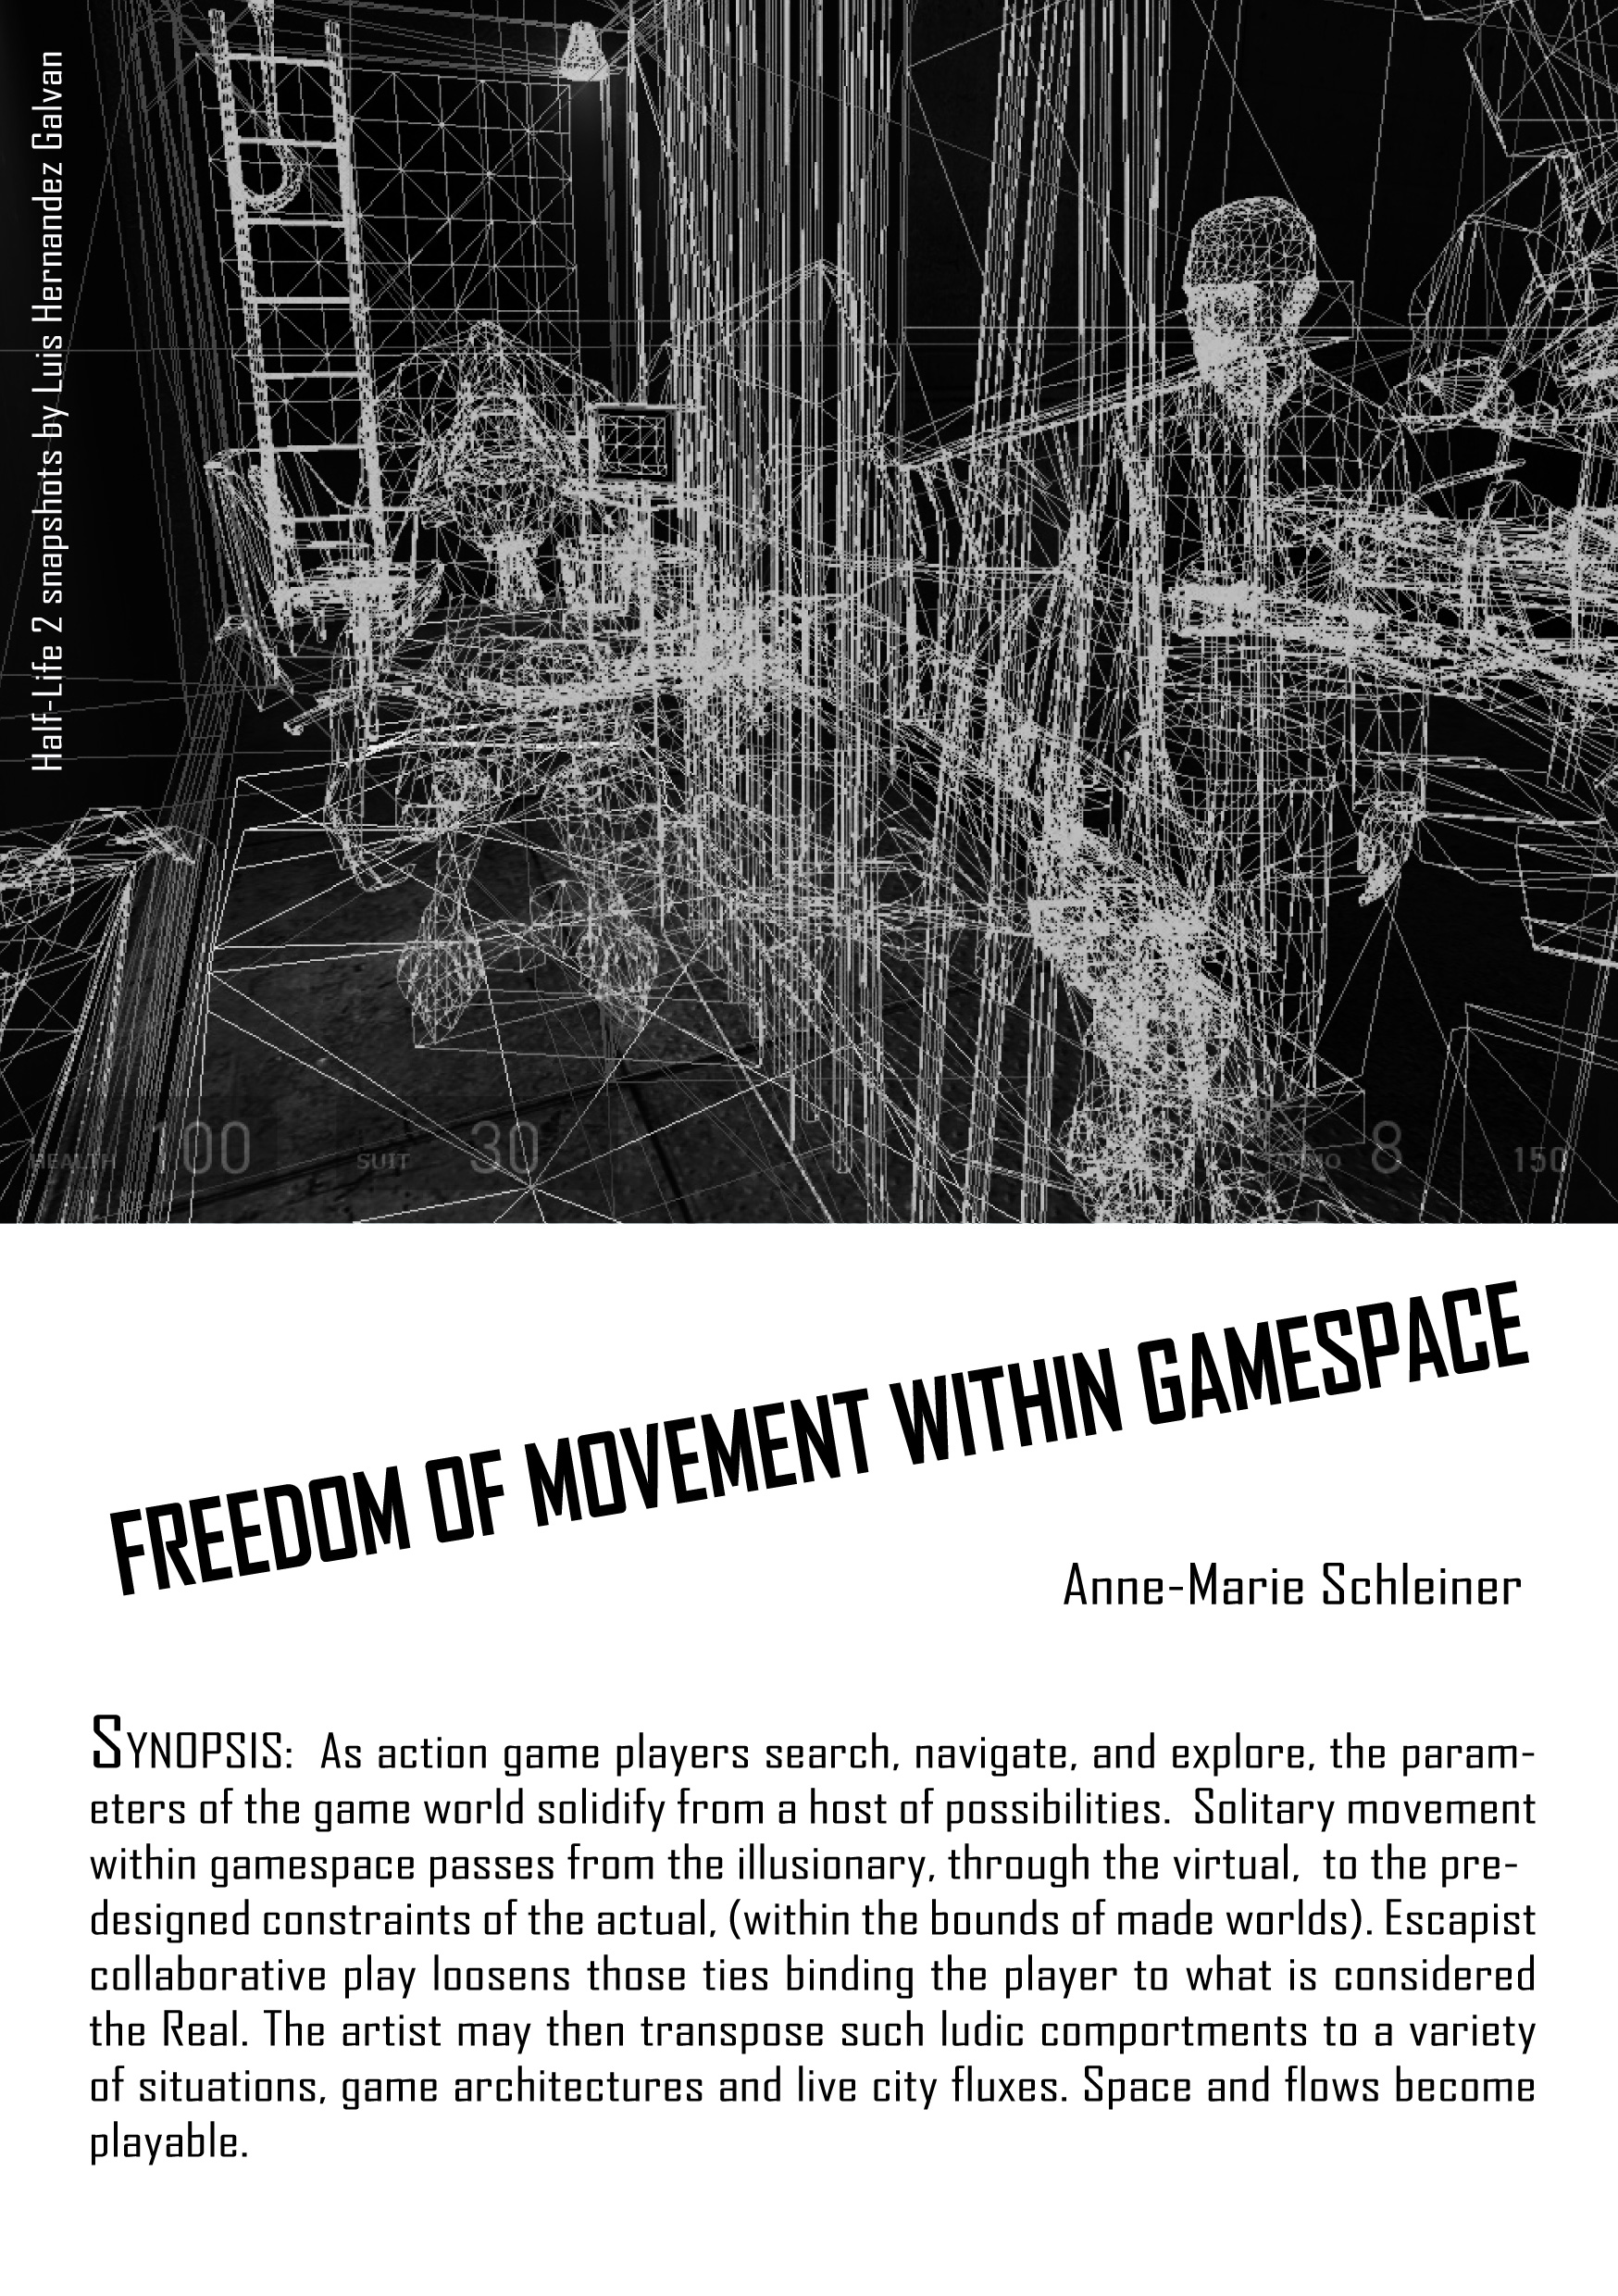 Half-Life 2 snapshots by Luis Hernandez Galvan
HEALTH 100 SUIT 30 AMMO 8 150
FREEDOM OF MOVEMENT WITHIN GAMESPACE
Anne-Marie Schleiner
SYNOPSIS: As action game players search, navigate, and explore, the param-
eters of the game world solidify from a host of possibilities. Solitary movement
within gamespace passes from the illusionary, through the virtual, to the pre-
designed constraints of the actual, (within the bounds of made worlds). Escapist
collaborative play loosens those ties binding the player to what is considered
the Real. The artist may then transpose such ludic comportments to a variety
of situations, game architectures and live city fluxes. Space and flows become
playable.